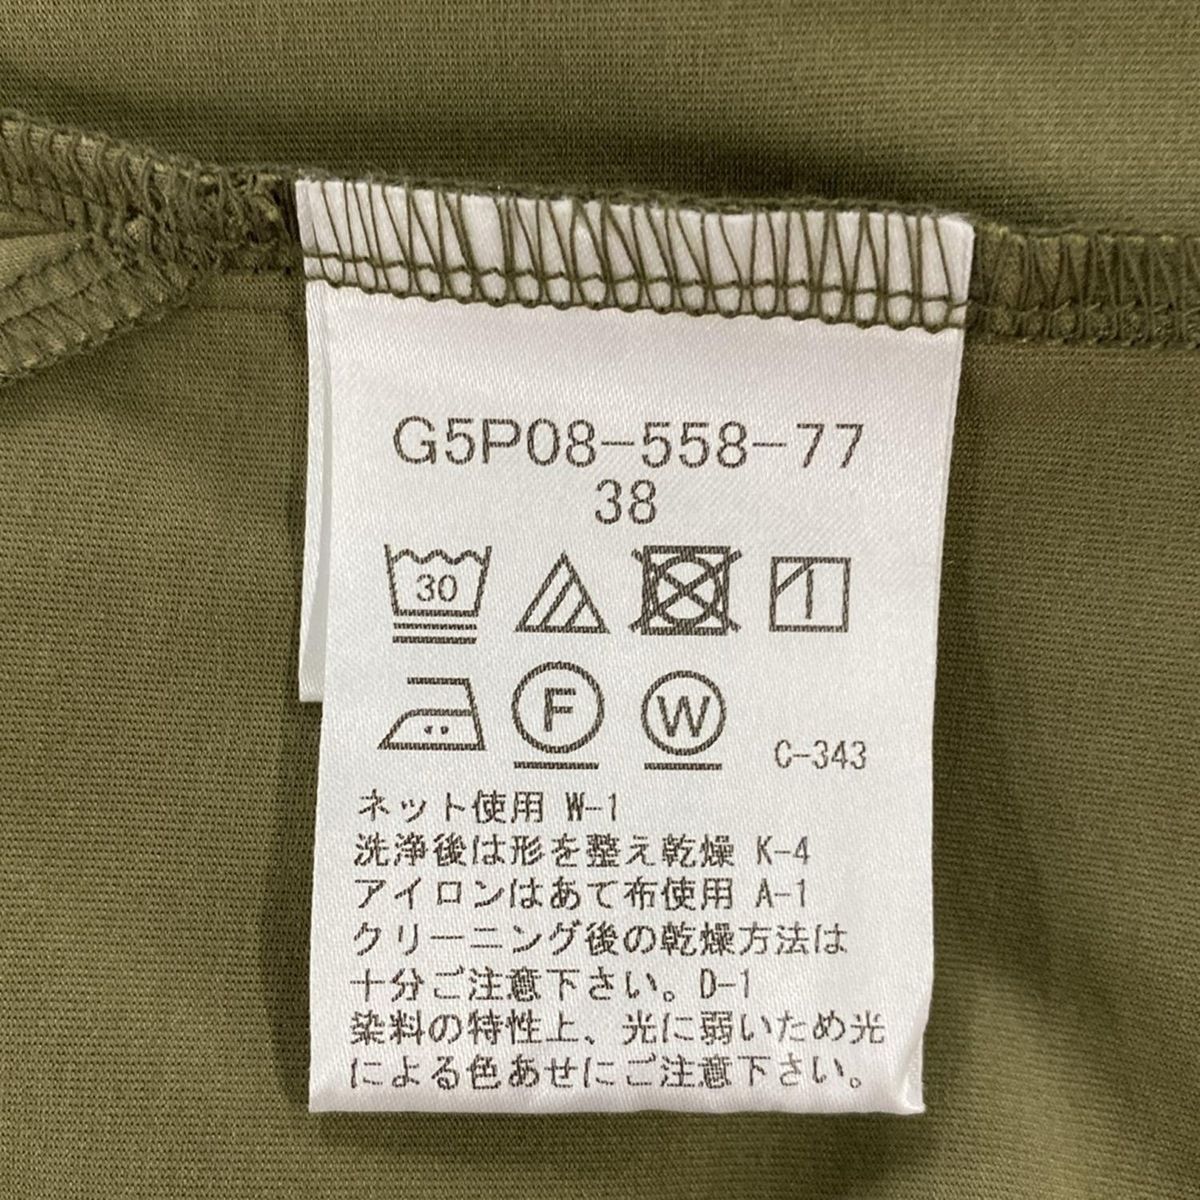 G5P08-558-77
38
30
F W C-343
ネット使用 W-1
洗浄後は形を整え乾燥 K-4
アイロンはあて布使用 A-1
クリーニング後の乾燥方法は
十分ご注意下さい。D-1
染料の特性上、光に弱いため光
による色あせにご注意下さい。